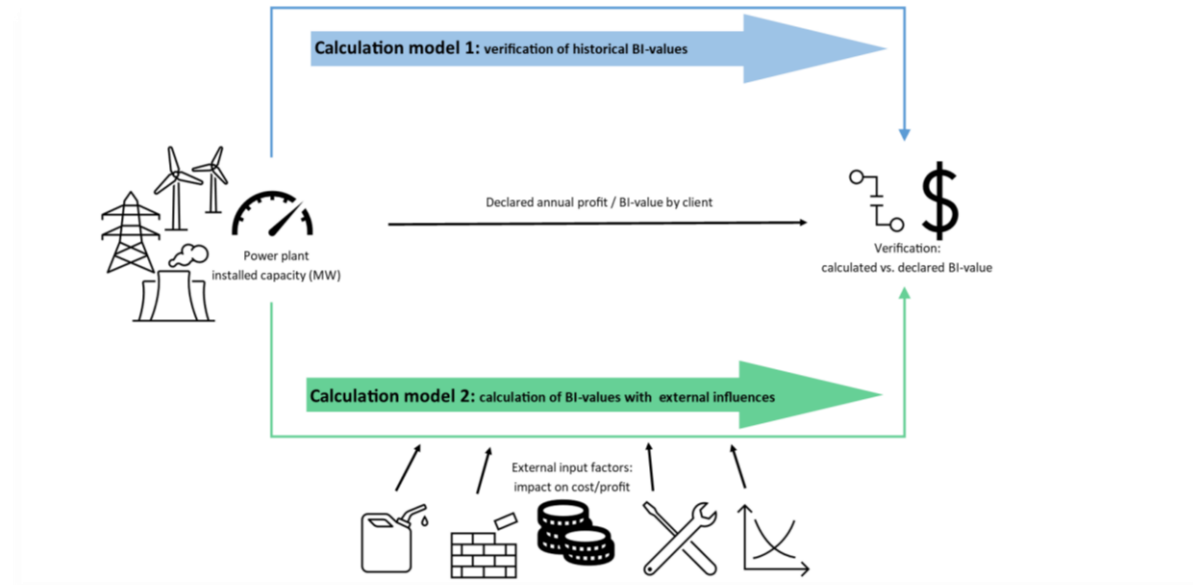 Calculation model 1: verification of historical BI-values
Declared annual profit / BI-value by client
Power plant
installed capacity (MW)
Verification:
calculated vs. declared BI-value
Calculation model 2: calculation of BI-values with external influences
External input factors:
impact on cost/profit